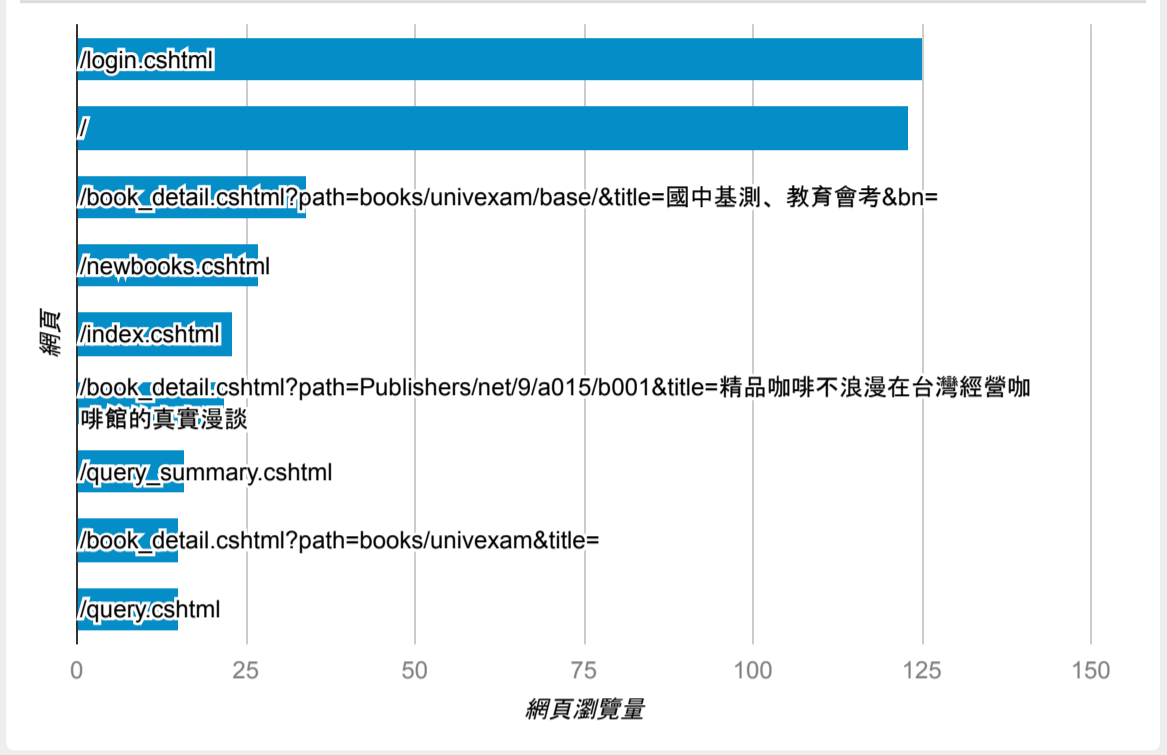 /login.cshtml
/
/book_detail.cshtml?path=books/univexam/base/&title=國中基測、教育會考&bn=
/newbooks.cshtml
/index.cshtml
/book_detail.cshtml?path=Publishers/net/9/a015/b001&title=精品咖啡不浪漫在台灣經營咖
啡館的真實漫談
/query_summary.cshtml
/book_detail.cshtml?path=books/univexam&title=
/query.cshtml
網頁
0 25 50 75 100 125 150
網頁瀏覽量